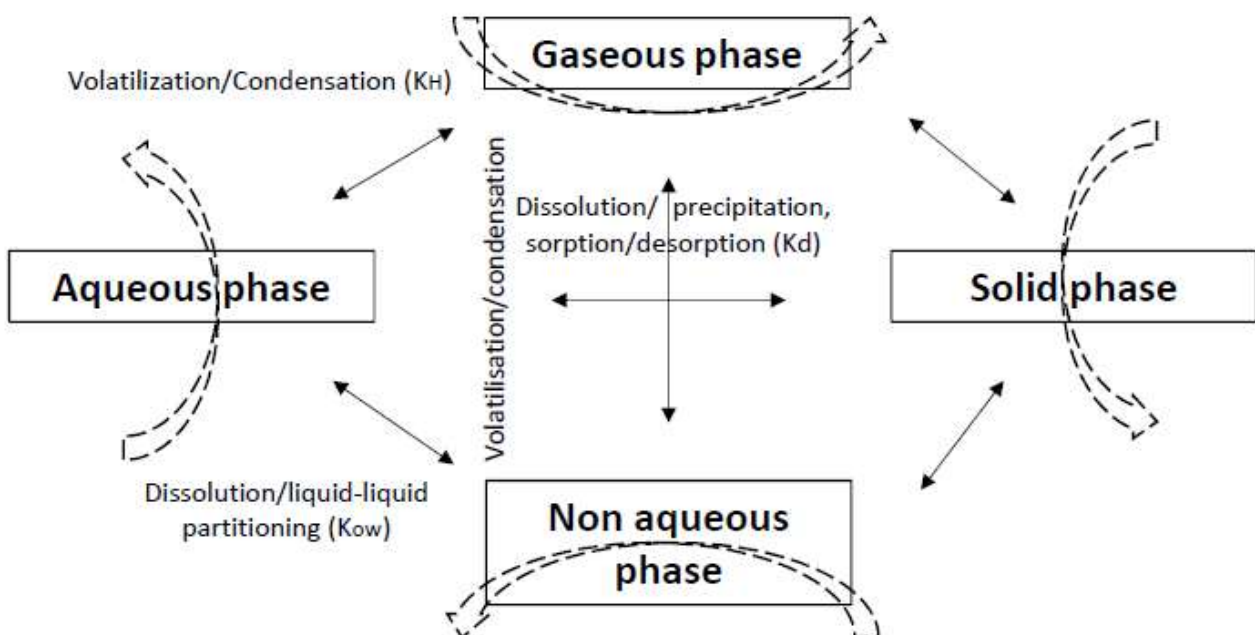 Gaseous phase
Volatilization/Condensation (KH)
Volatilisation/condensation
Dissolution/ precipitation,
sorption/desorption (Kd)
Aqueous phase
Solid phase
Dissolution/liquid-liquid
partitioning (KOW)
Non aqueous
phase